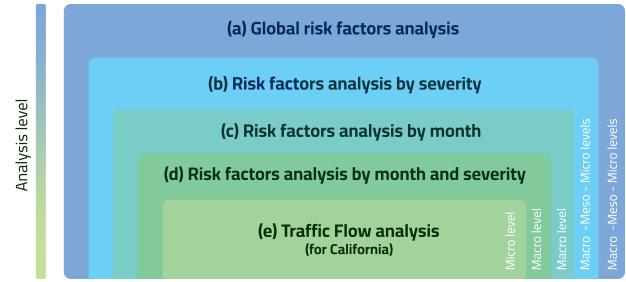 (a) Global risk factors analysis
(b) Risk factors analysis by severity
(c) Risk factors analysis by month
(d) Risk factors analysis by month and severity
(e) Traffic Flow analysis
(for California)
Analysis level
Micro level
Macro level
Macro level
Macro -Meso - Micro levels
Macro -Meso - Micro levels